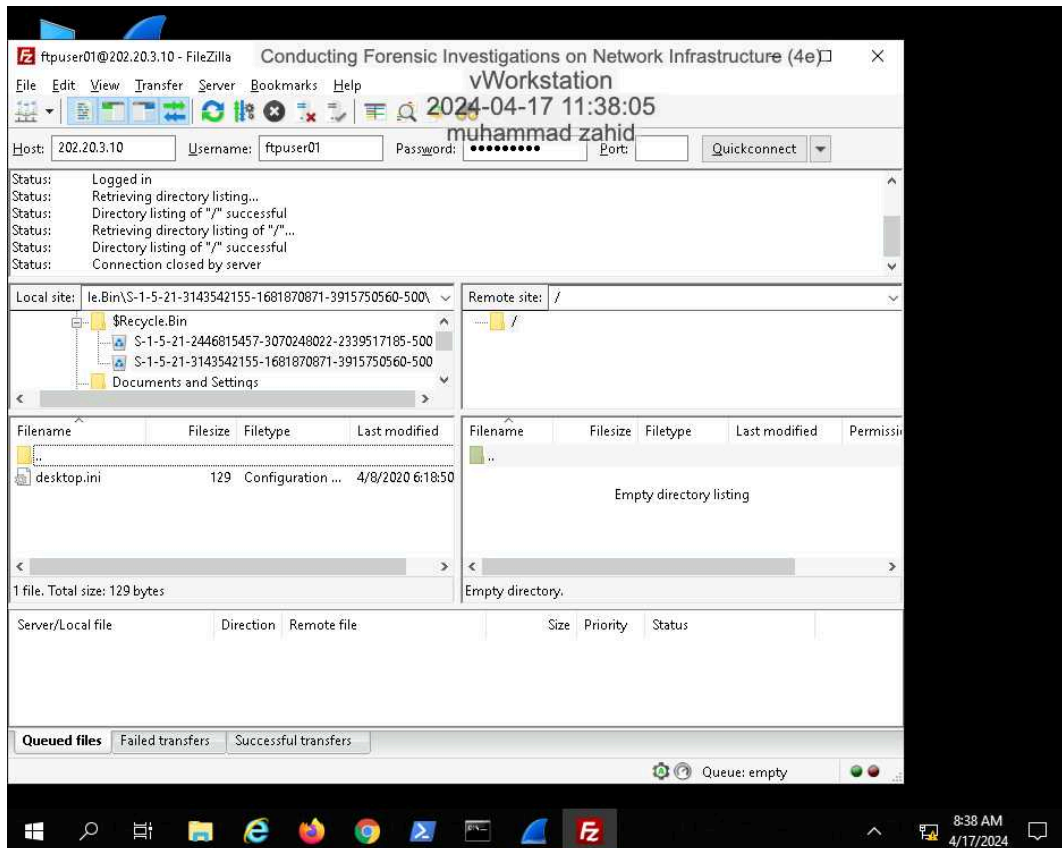 ftpuser01@202.20.3.10 - FileZilla
Conducting Forensic Investigations on Network Infrastructure (4e)
vWorkstation
2024-04-17 11:38:05
muhammad zahid
File Edit View Transfer Server Bookmarks Help
Host: 202.20.3.10 Username: ftpuser01 Password: ●●●●●●●●● Port: Quickconnect
Status: Logged in
Status: Retrieving directory listing...
Status: Directory listing of "/" successful
Status: Retrieving directory listing of "/"...
Status: Directory listing of "/" successful
Status: Connection closed by server
Local site: le.Bin\S-1-5-21-3143542155-1681870871-3915750560-500\
$Recycle.Bin
S-1-5-21-2446815457-3070248022-2339517185-500
S-1-5-21-3143542155-1681870871-3915750560-500
Documents and Settings
Remote site: /
/
Filename Filesize Filetype Last modified
..
desktop.ini 129 Configuration ... 4/8/2020 6:18:50
1 file. Total size: 129 bytes
Filename Filesize Filetype Last modified Permissi
..
Empty directory listing
Empty directory.
Server/Local file Direction Remote file Size Priority Status
Queued files Failed transfers Successful transfers
Queue: empty
8:38 AM
4/17/2024